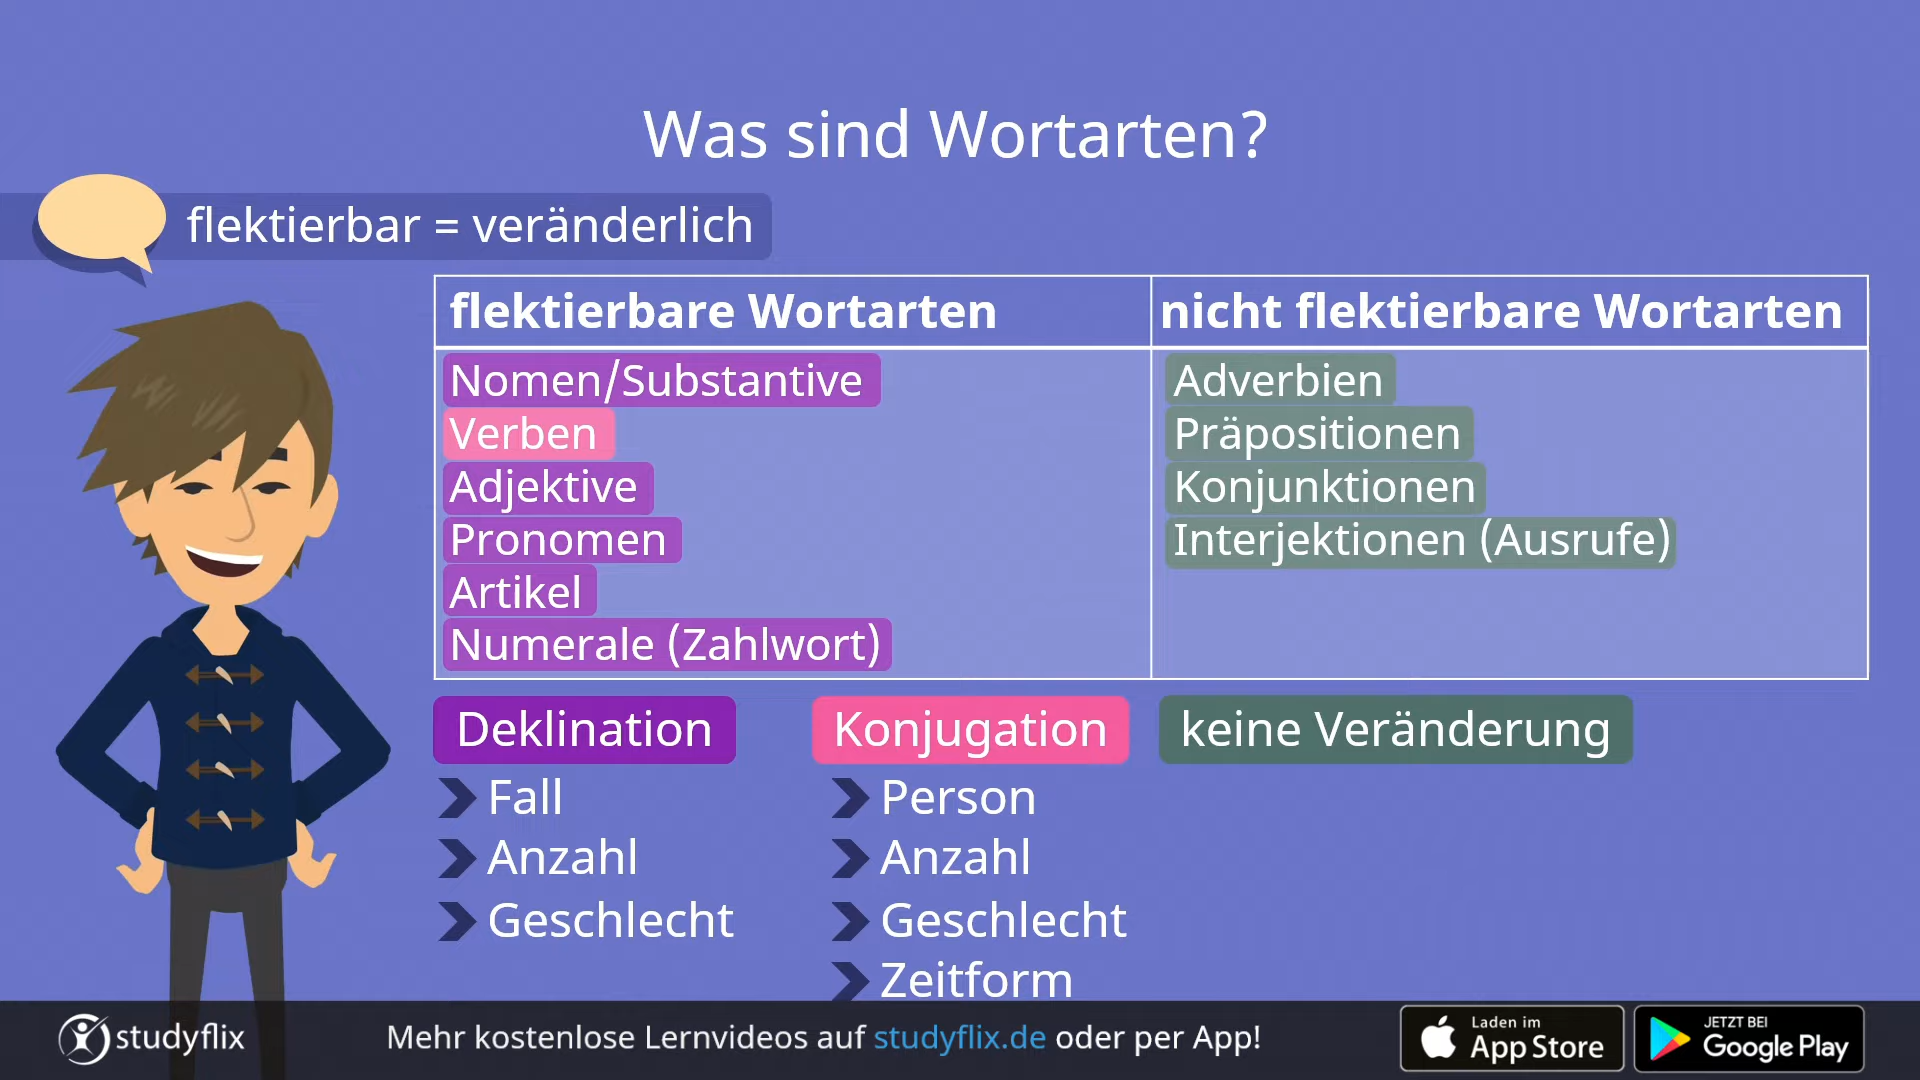 Was sind Wortarten?
flektierbar = veränderlich
flektierbare Wortarten
Nomen/Substantive
Verben
Adjektive
Pronomen
Artikel
Numerale (Zahlwort)
nicht flektierbare Wortarten
Adverbien
Präpositionen
Konjunktionen
Interjektionen (Ausrufe)
Deklination
Fall
Anzahl
Geschlecht
Konjugation
Person
Anzahl
Geschlecht
Zeitform
keine Veränderung
studyflix
Mehr kostenlose Lernvideos auf studyflix.de oder per App!
Laden im
App Store
JETZT BEI
Google Play